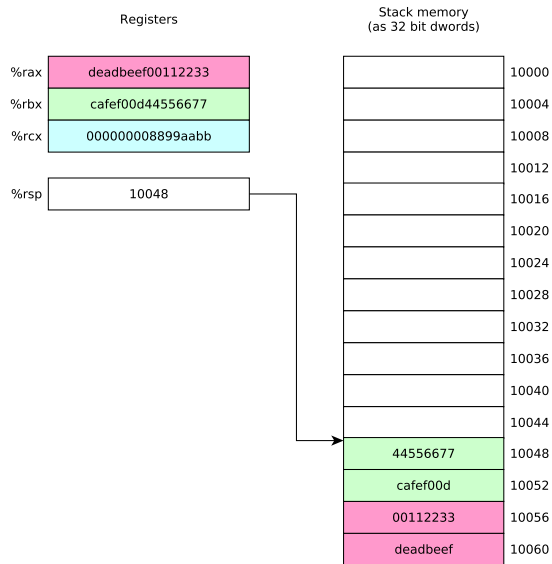 Registers
Stack memory
(as 32 bit dwords)
%rax deadbeef00112233
%rbx cafef00d44556677
%rcx 000000008899aabb
%rsp 10048
10000
10004
10008
10012
10016
10020
10024
10028
10032
10036
10040
10044
44556677 10048
cafef00d 10052
00112233 10056
deadbeef 10060